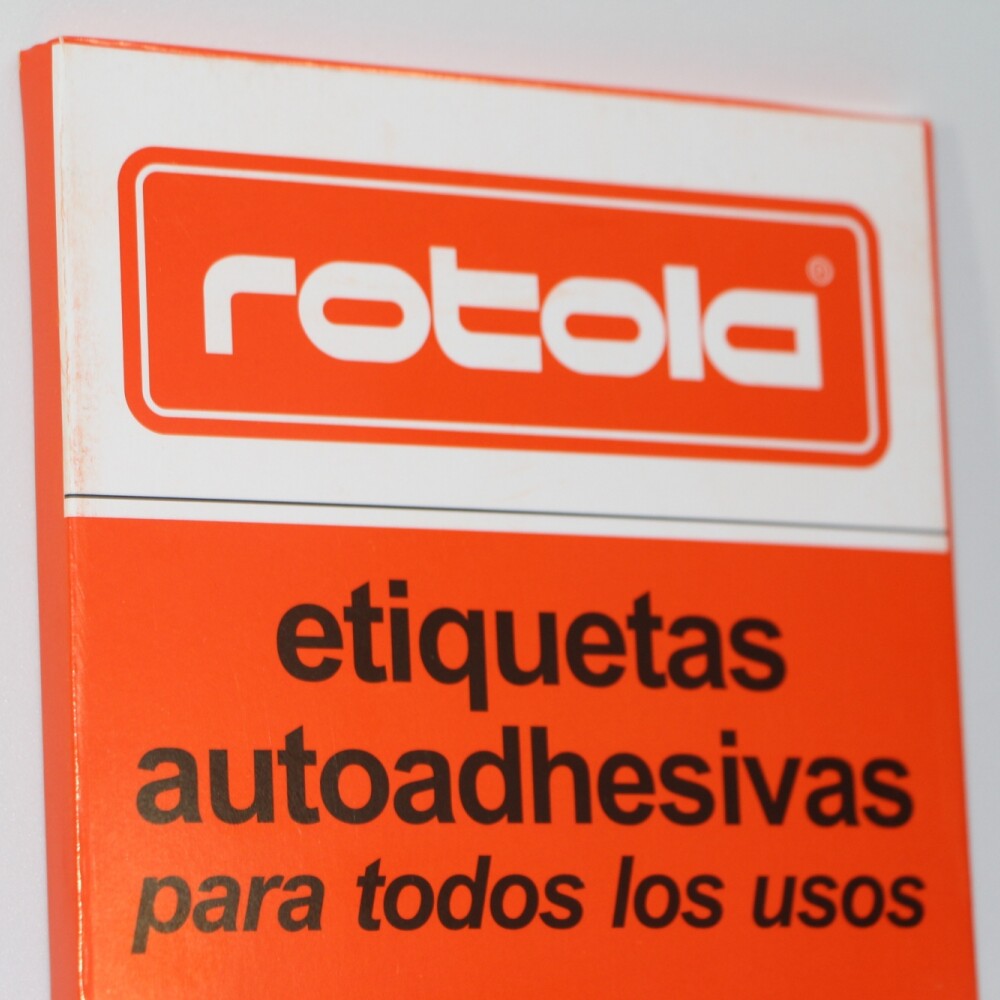 rotola®
etiquetas
autoadhesivas
para todos los usos